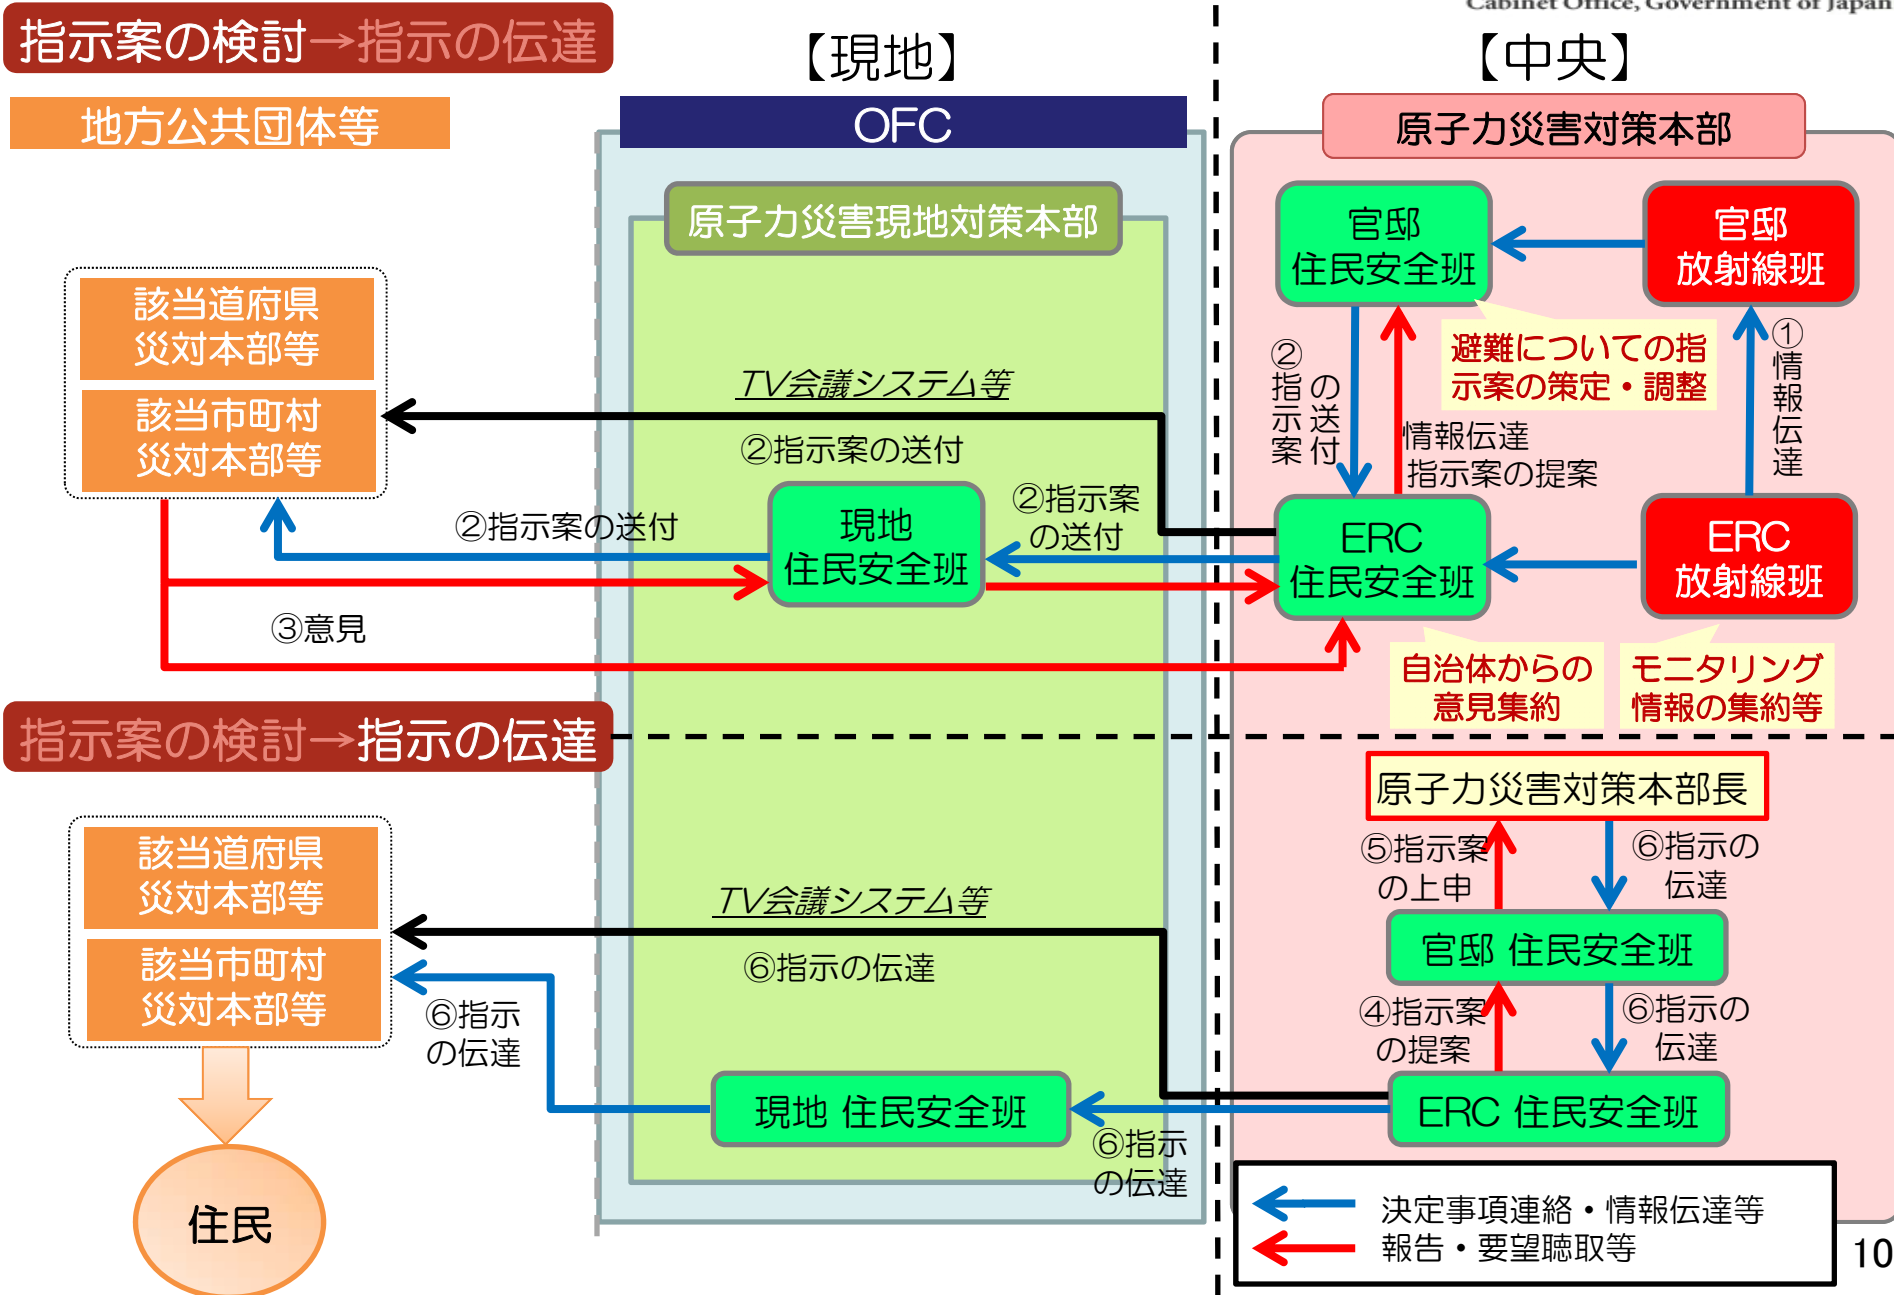 Cabinet Office, Government of Japan
指示案の検討→指示の伝達
【現地】
【中央】
地方公共団体等
OFC
原子力災害対策本部
原子力災害現地対策本部
官邸
住民安全班
官邸
放射線班
該当道府県
災対本部等
該当市町村
災対本部等
避難についての指
示案の策定・調整
①情報伝達
②指示案
の送付
情報伝達
指示案の提案
TV会議システム等
②指示案の送付
②指示案の送付
現地
住民安全班
②指示案
の送付
ERC
住民安全班
ERC
放射線班
③意見
自治体からの
意見集約
モニタリング
情報の集約等
指示案の検討→指示の伝達
原子力災害対策本部長
⑤指示案
の上申
⑥指示の
伝達
該当道府県
災対本部等
該当市町村
災対本部等
TV会議システム等
⑥指示の伝達
官邸 住民安全班
④指示案
の提案
⑥指示の
伝達
⑥指示
の伝達
現地 住民安全班
ERC 住民安全班
⑥指示
の伝達
住民
決定事項連絡・情報伝達等
報告・要望聴取等
10